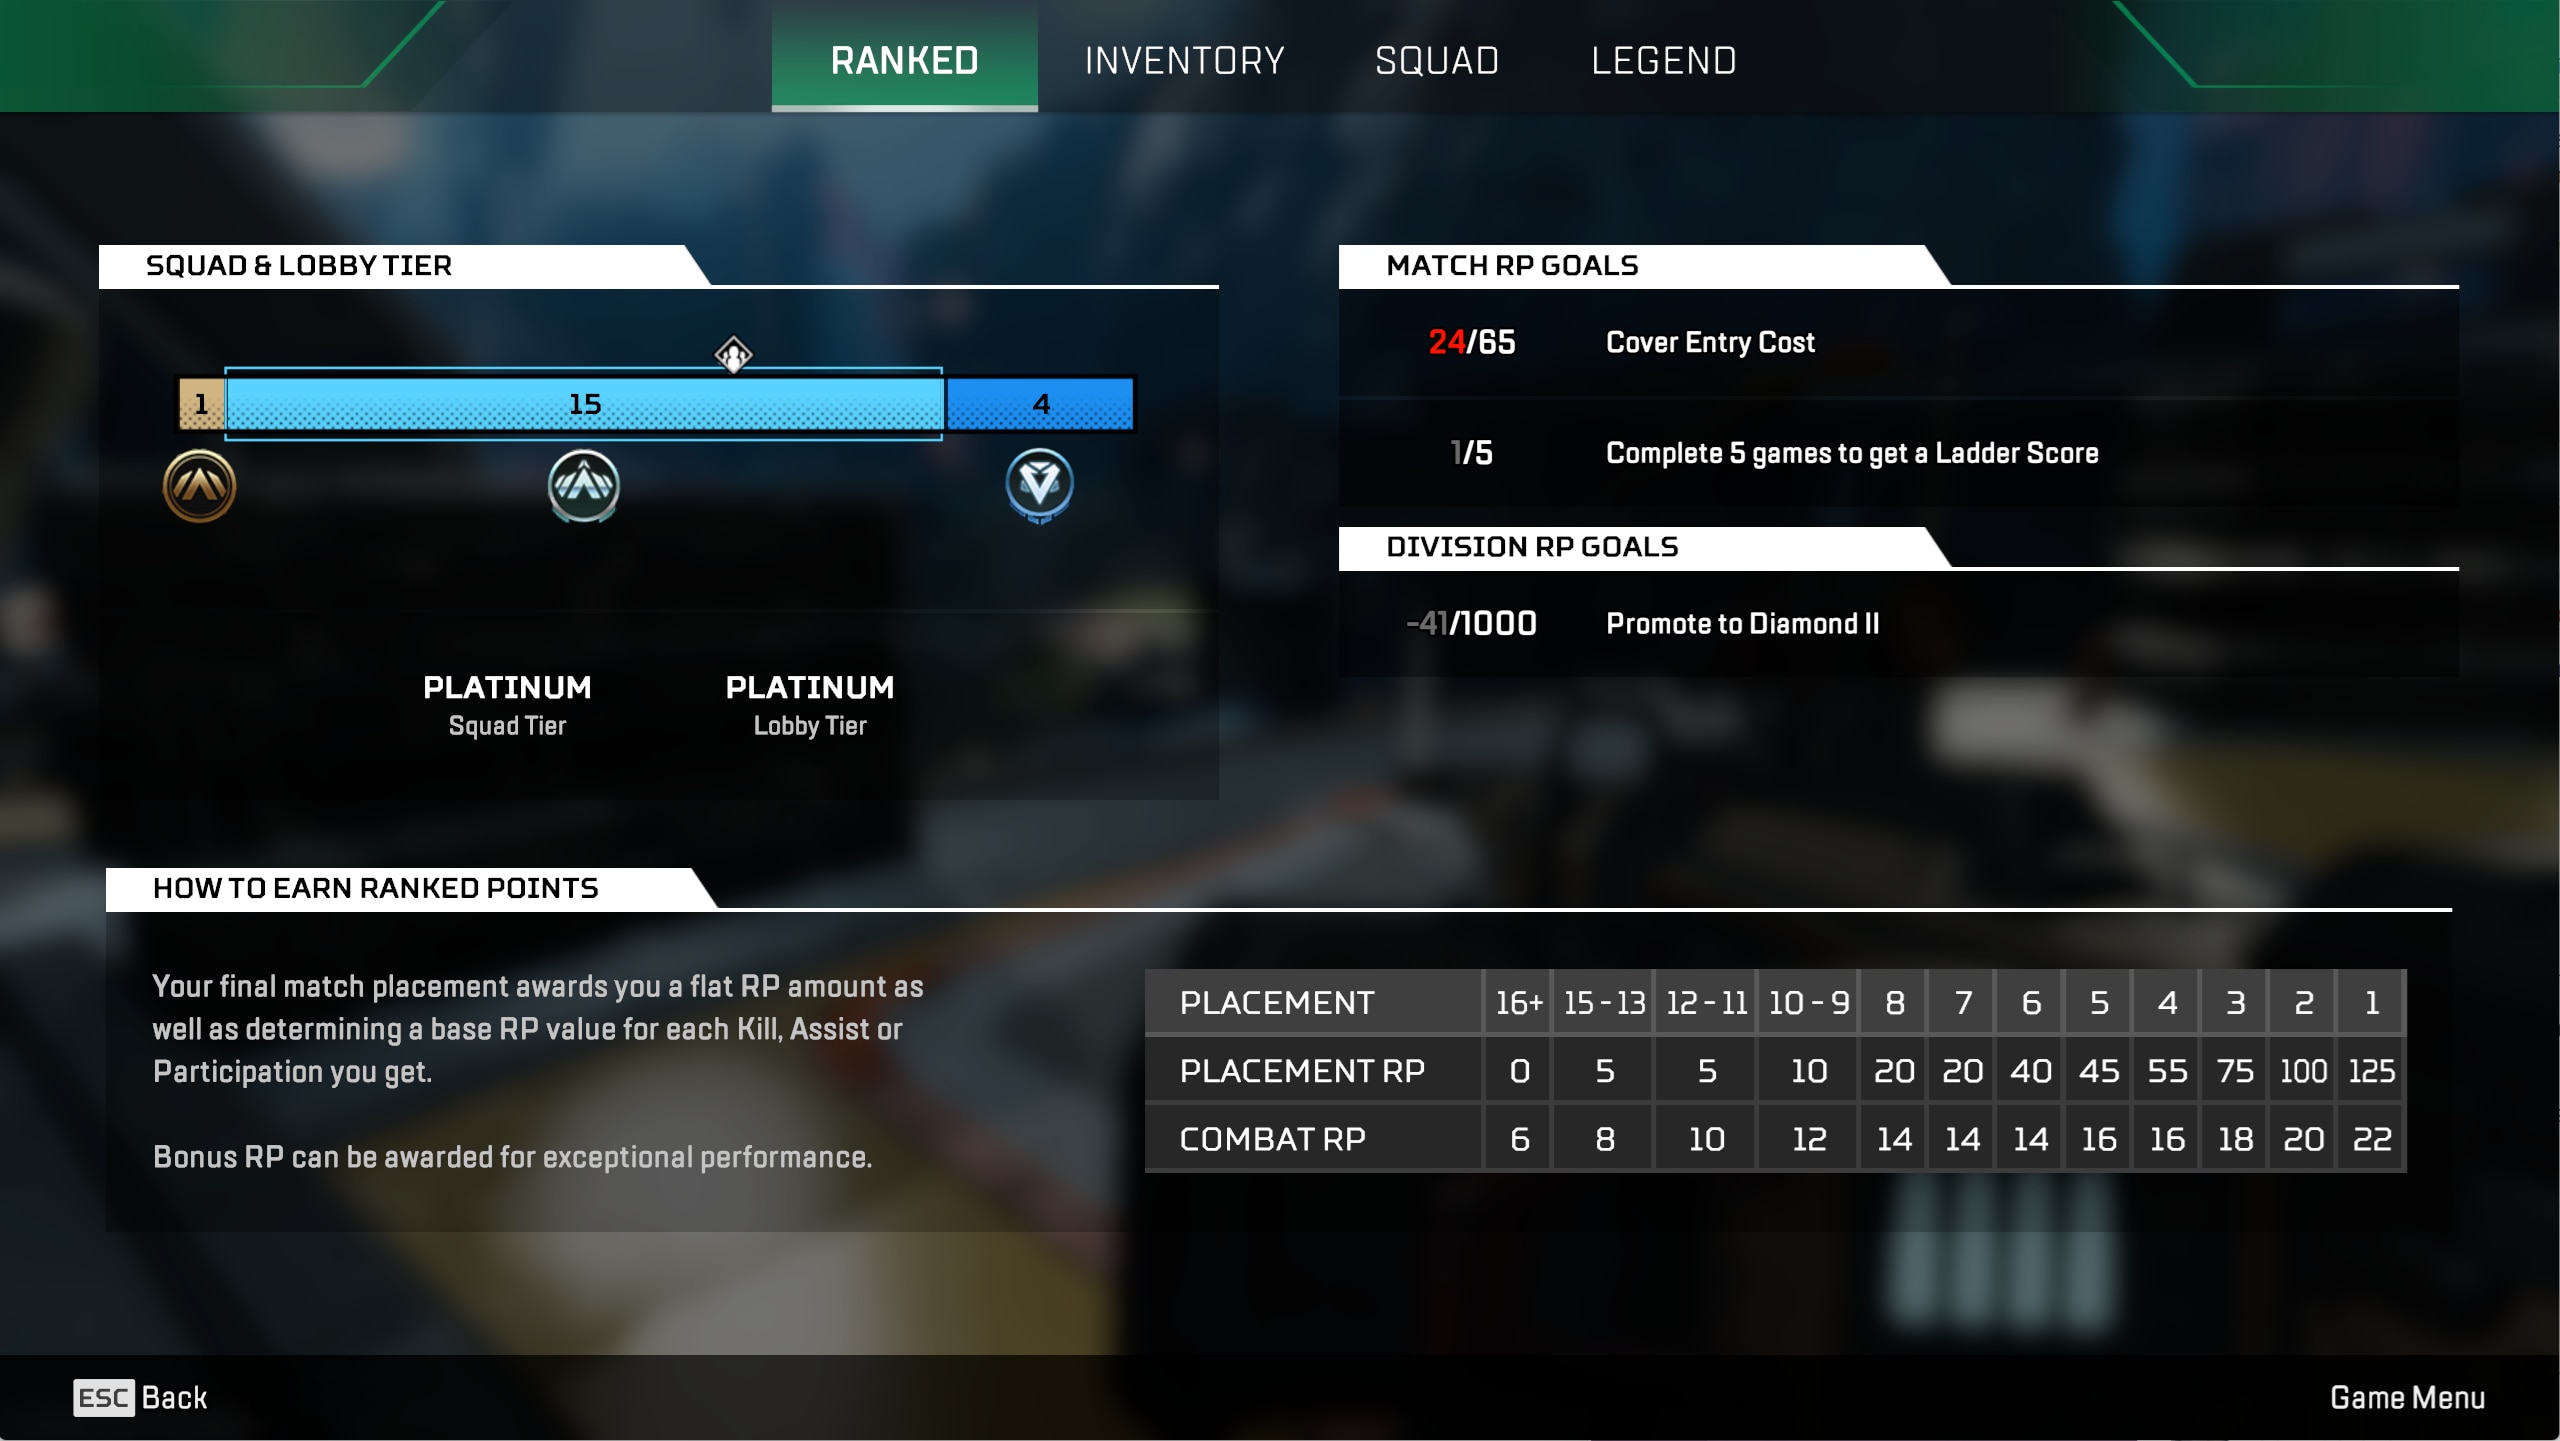 RANKED INVENTORY SQUAD LEGEND
SQUAD & LOBBY TIER
1 15 4
PLATINUM PLATINUM
Squad Tier Lobby Tier
MATCH RP GOALS
24/65 Cover Entry Cost
1/5 Complete 5 games to get a Ladder Score
DIVISION RP GOALS
-41/1000 Promote to Diamond II
HOW TO EARN RANKED POINTS
Your final match placement awards you a flat RP amount as
well as determining a base RP value for each Kill, Assist or
Participation you get.
Bonus RP can be awarded for exceptional performance.
PLACEMENT 16+ 15-13 12-11 10-9 8 7 6 5 4 3 2 1
PLACEMENT RP 0 5 5 10 20 20 40 45 55 75 100 125
COMBAT RP 6 8 10 12 14 14 14 16 16 18 20 22
ESC Back
Game Menu